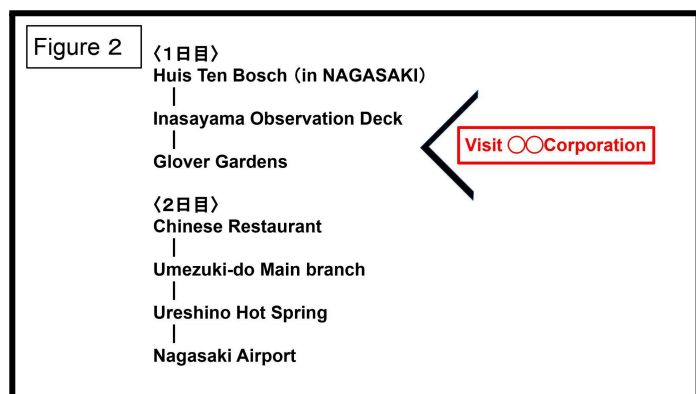 Figure 2
〈1日目〉
Huis Ten Bosch (in NAGASAKI)
Inasayama Observation Deck
Glover Gardens
Visit ○○Corporation
〈2日目〉
Chinese Restaurant
Umezuki-do Main branch
Ureshino Hot Spring
Nagasaki Airport